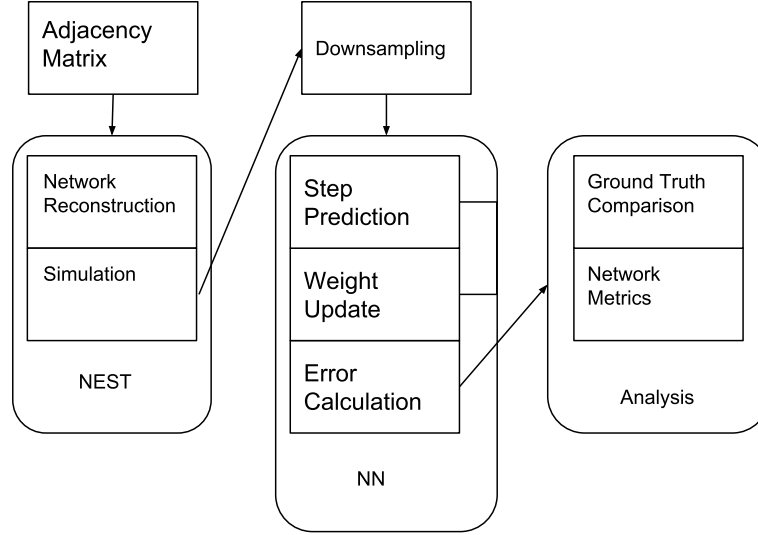 Adjacency
Matrix
Downsampling
Network
Reconstruction
Simulation
NEST
Step
Prediction
Weight
Update
Error
Calculation
NN
Ground Truth
Comparison
Network
Metrics
Analysis